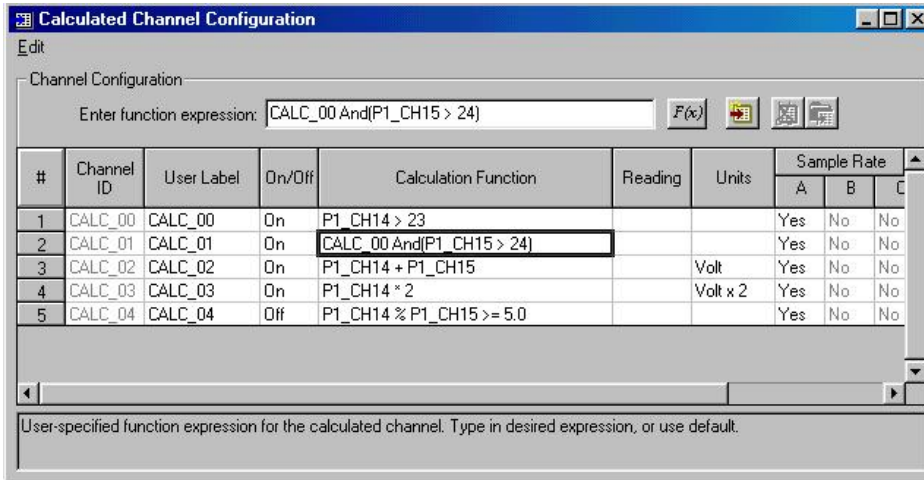 Calculated Channel Configuration
Edit
Channel Configuration
Enter function expression: CALC_00 And(P1_CH15 > 24) F(x)
# Channel ID User Label On/Off Calculation Function Reading Units Sample Rate
A B C
1 CALC_00 CALC_00 On P1_CH14 > 23 Yes No No
2 CALC_01 CALC_01 On CALC_00 And(P1_CH15 > 24) Yes No No
3 CALC_02 CALC_02 On P1_CH14 + P1_CH15 Volt Yes No No
4 CALC_03 CALC_03 On P1_CH14 * 2 Volt x 2 Yes No No
5 CALC_04 CALC_04 Off P1_CH14 % P1_CH15 >= 5.0 Yes No No
User-specified function expression for the calculated channel. Type in desired expression, or use default.